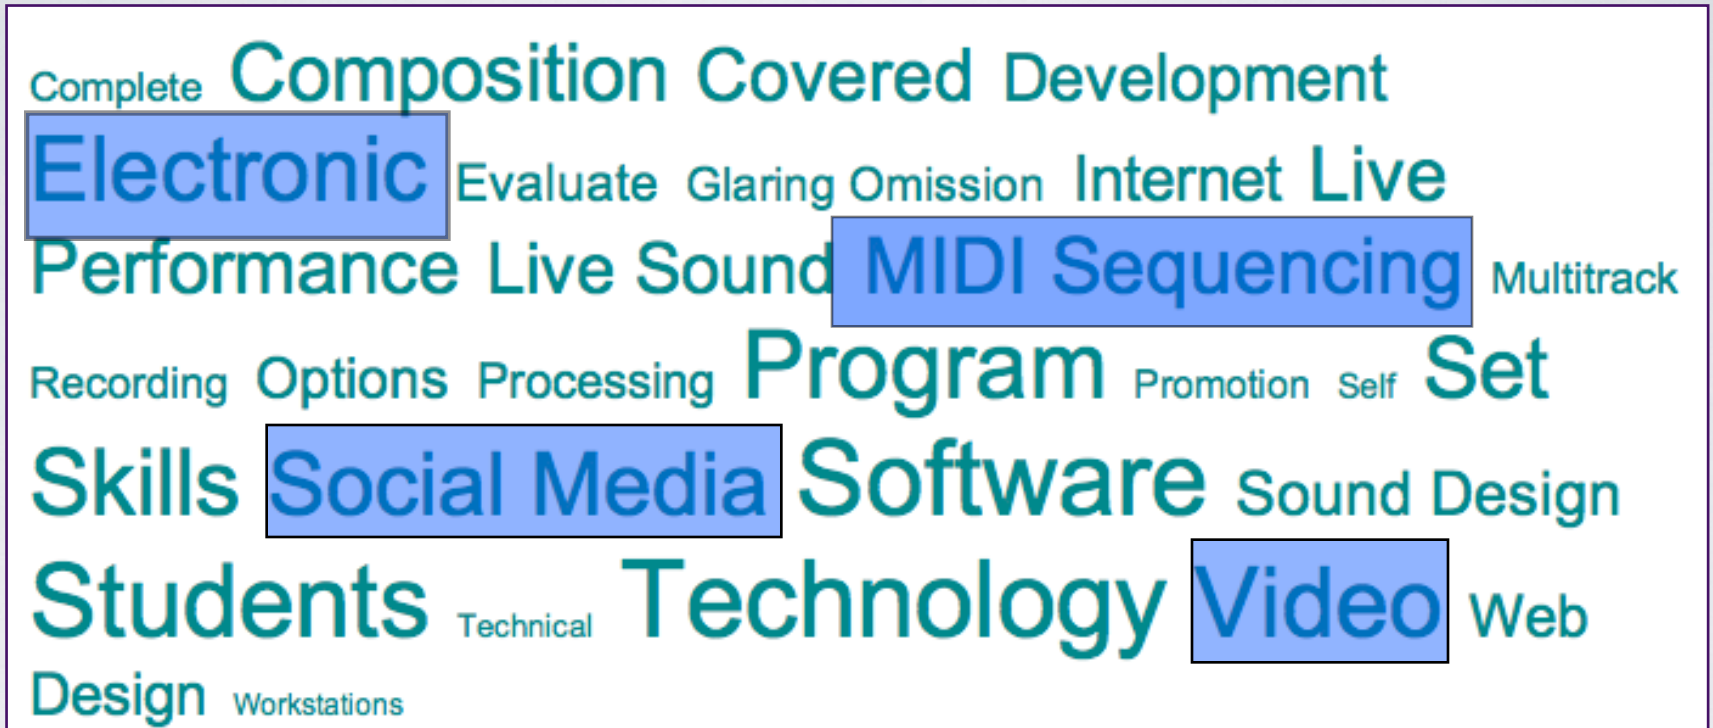 Complete Composition Covered Development
Electronic Evaluate Glaring Omission Internet Live
Performance Live Sound MIDI Sequencing Multitrack
Recording Options Processing Program Promotion Self Set
Skills Social Media Software Sound Design
Students Technical Technology Video Web
Design Workstations